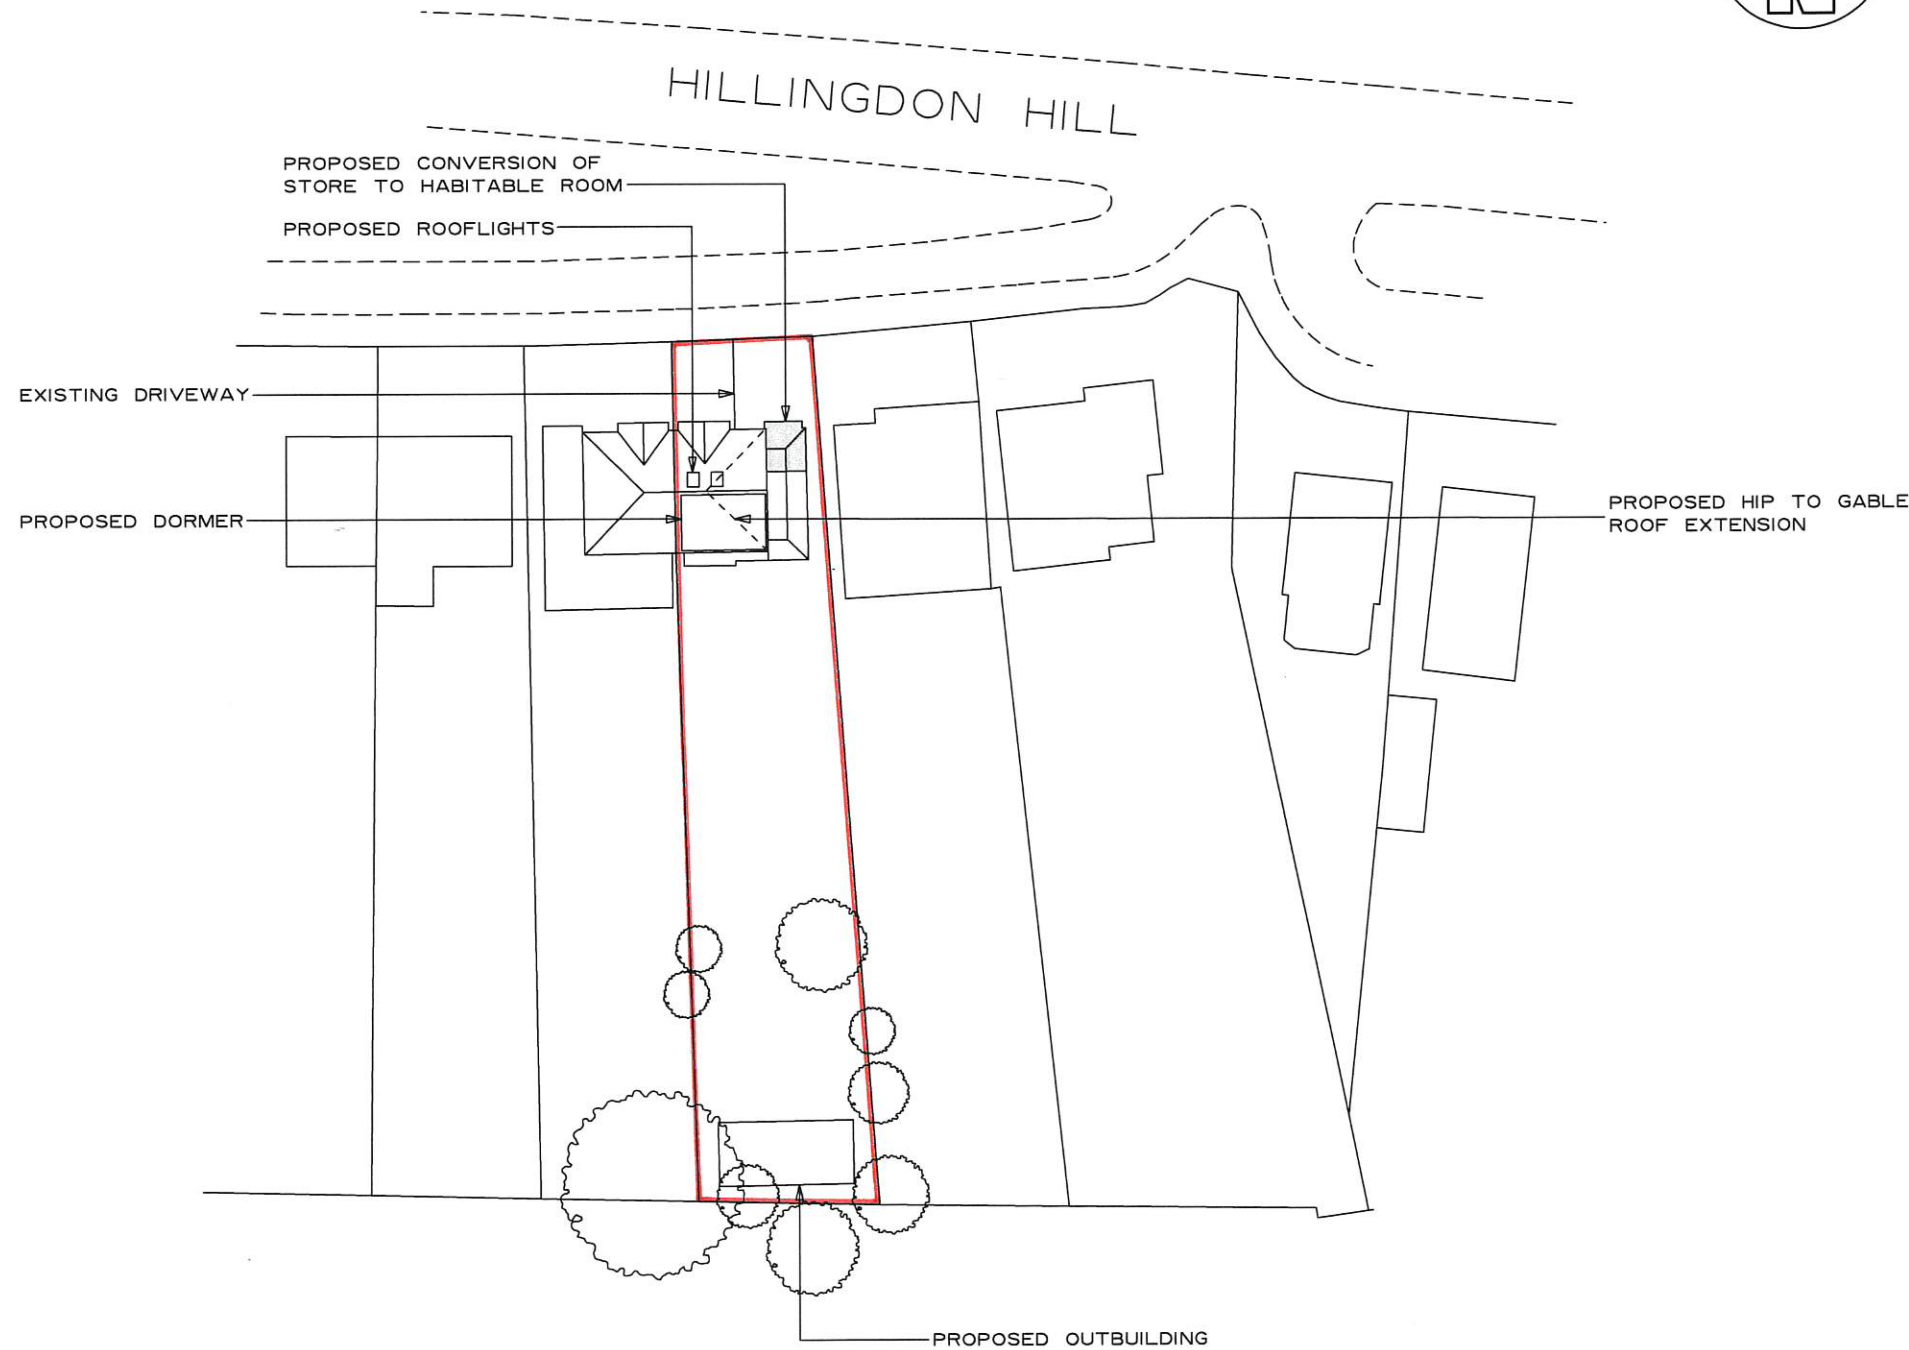 N
HILLINGDON HILL
PROPOSED CONVERSION OF
STORE TO HABITABLE ROOM
PROPOSED ROOFLIGHTS
EXISTING DRIVEWAY
PROPOSED DORMER
PROPOSED HIP TO GABLE
ROOF EXTENSION
PROPOSED OUTBUILDING